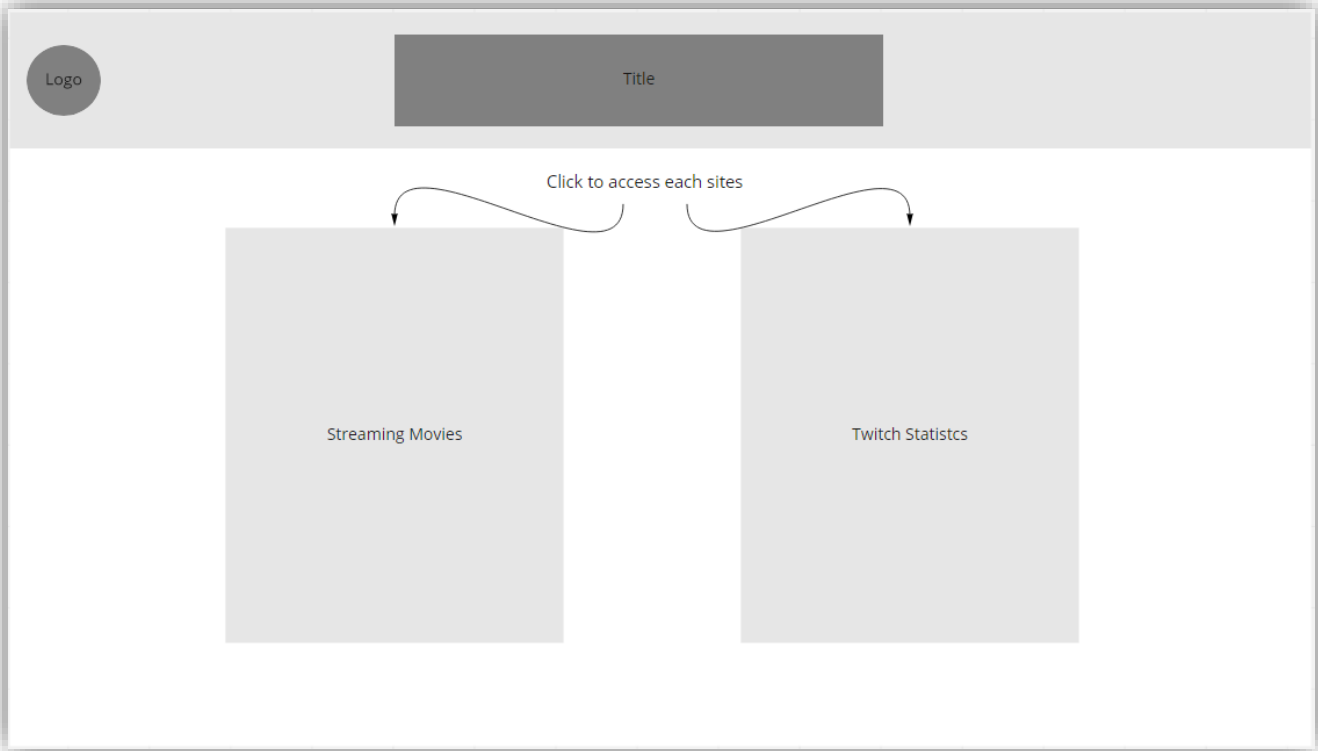 Logo
Title
Click to access each sites
Streaming Movies
Twitch Statistcs